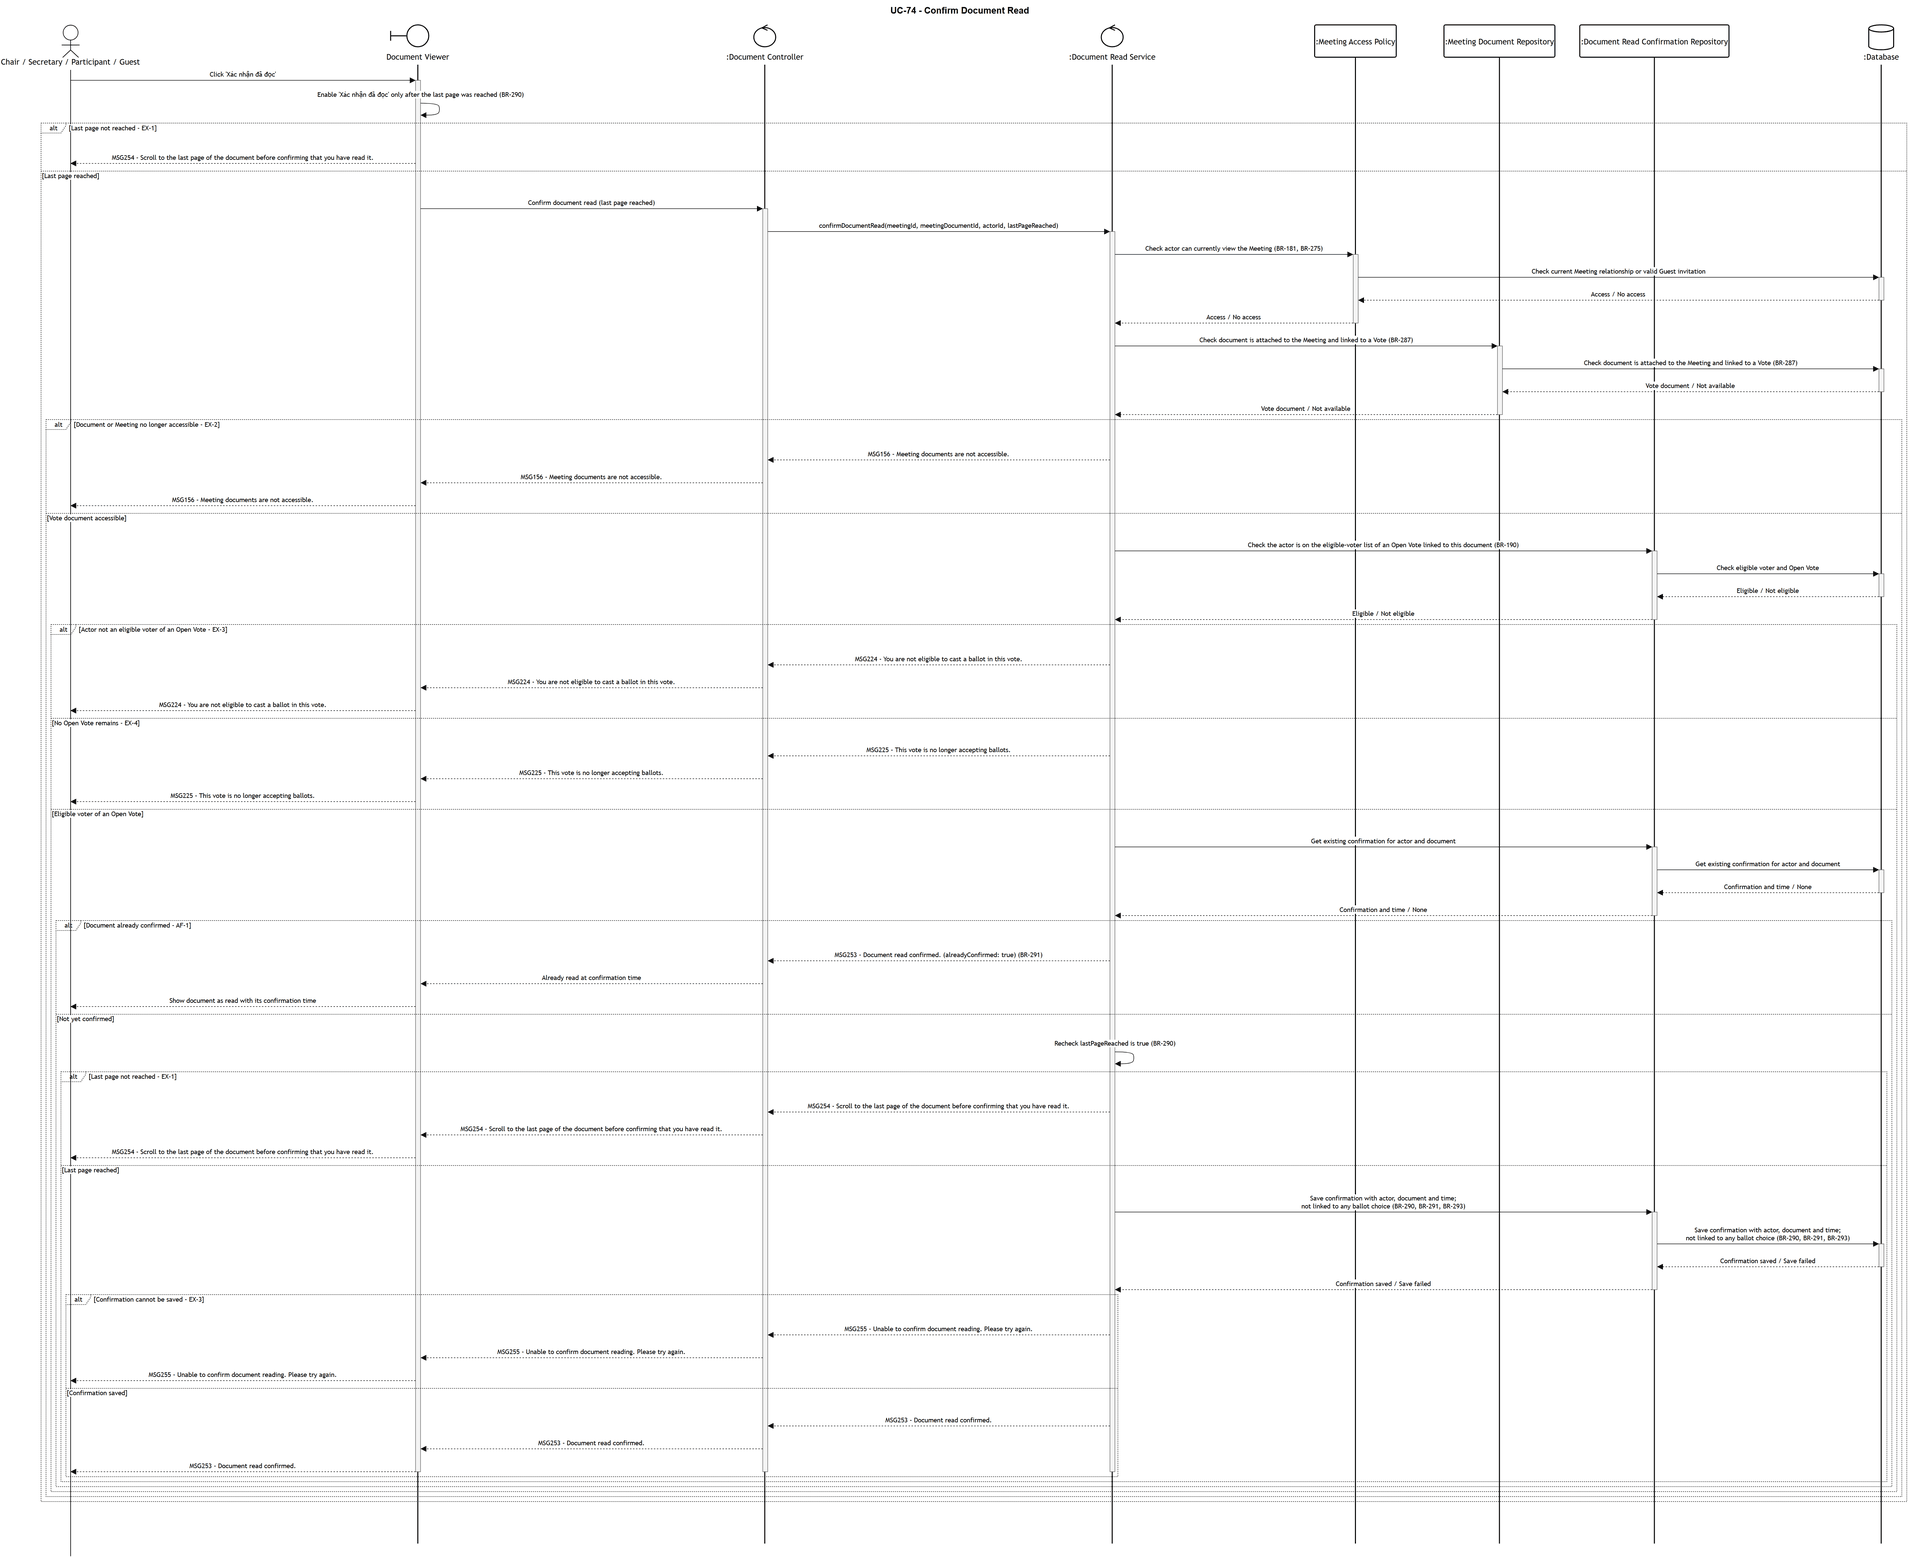 UC-74 - Confirm Document Read
Chair / Secretary / Participant / Guest
Document Viewer
:Document Controller
:Document Read Service
:Meeting Access Policy
:Meeting Document Repository
:Document Read Confirmation Repository
:Database
Click 'Xác nhận đã đọc'
Enable 'Xác nhận đã đọc' only after the last page was reached (BR-290)
alt
[Last page not reached - EX-1]
MSG254 - Scroll to the last page of the document before confirming that you have read it.
[Last page reached]
Confirm document read (last page reached)
confirmDocumentRead(meetingId, meetingDocumentId, actorId, lastPageReached)
Check actor can currently view the Meeting (BR-181, BR-275)
Check current Meeting relationship or valid Guest invitation
Access / No access
Access / No access
Check document is attached to the Meeting and linked to a Vote (BR-287)
Check document is attached to the Meeting and linked to a Vote (BR-287)
Vote document / Not available
Vote document / Not available
alt
[Document or Meeting no longer accessible - EX-2]
MSG156 - Meeting documents are not accessible.
MSG156 - Meeting documents are not accessible.
MSG156 - Meeting documents are not accessible.
[Vote document accessible]
Check the actor is on the eligible-voter list of an Open Vote linked to this document (BR-190)
Check eligible voter and Open Vote
Eligible / Not eligible
Eligible / Not eligible
alt
[Actor not an eligible voter of an Open Vote - EX-3]
MSG224 - You are not eligible to cast a ballot in this vote.
MSG224 - You are not eligible to cast a ballot in this vote.
MSG224 - You are not eligible to cast a ballot in this vote.
[No Open Vote remains - EX-4]
MSG225 - This vote is no longer accepting ballots.
MSG225 - This vote is no longer accepting ballots.
MSG225 - This vote is no longer accepting ballots.
[Eligible voter of an Open Vote]
Get existing confirmation for actor and document
Get existing confirmation for actor and document
Confirmation and time / None
Confirmation and time / None
alt
[Document already confirmed - AF-1]
MSG253 - Document read confirmed. (alreadyConfirmed: true) (BR-291)
Already read at confirmation time
Show document as read with its confirmation time
[Not yet confirmed]
Recheck lastPageReached is true (BR-290)
alt
[Last page not reached - EX-1]
MSG254 - Scroll to the last page of the document before confirming that you have read it.
MSG254 - Scroll to the last page of the document before confirming that you have read it.
MSG254 - Scroll to the last page of the document before confirming that you have read it.
[Last page reached]
Save confirmation with actor, document and time;
not linked to any ballot choice (BR-290, BR-291, BR-293)
Save confirmation with actor, document and time;
not linked to any ballot choice (BR-290, BR-291, BR-293)
Confirmation saved / Save failed
Confirmation saved / Save failed
alt
[Confirmation cannot be saved - EX-3]
MSG255 - Unable to confirm document reading. Please try again.
MSG255 - Unable to confirm document reading. Please try again.
MSG255 - Unable to confirm document reading. Please try again.
[Confirmation saved]
MSG253 - Document read confirmed.
MSG253 - Document read confirmed.
MSG253 - Document read confirmed.